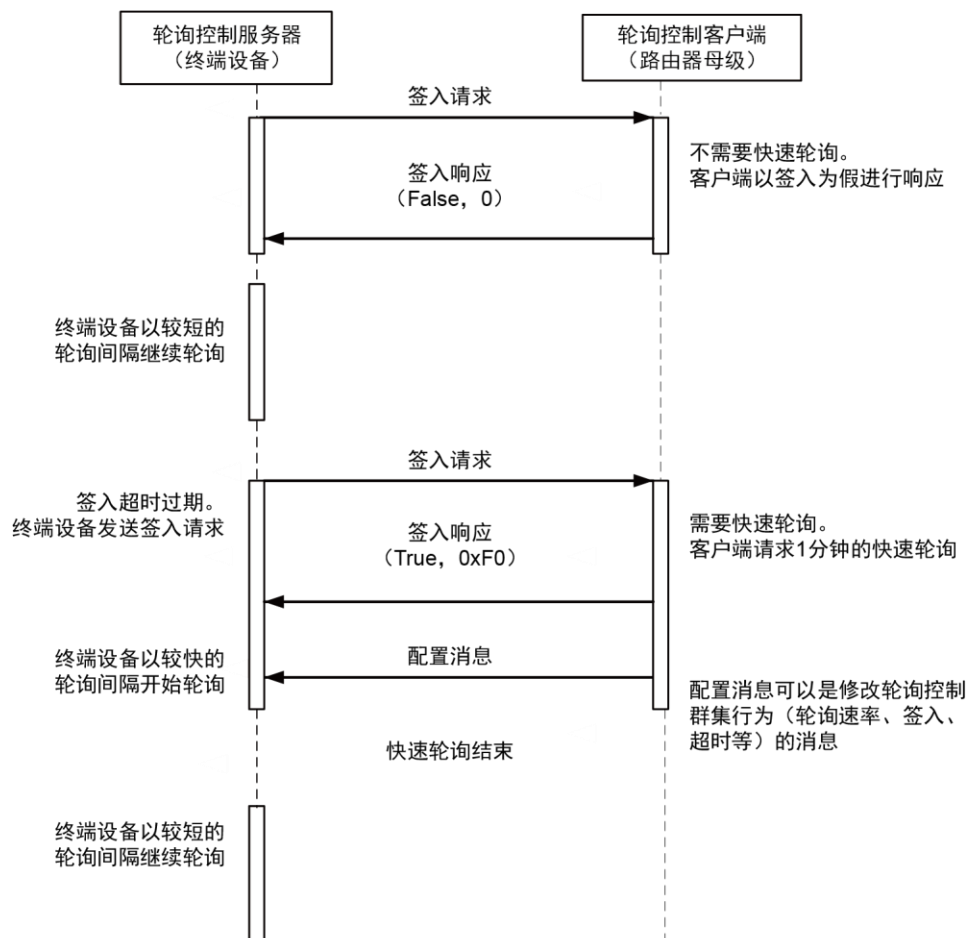 轮询控制服务器
（终端设备）
轮询控制客户端
（路由器母级）
签入请求
不需要快速轮询。
客户端以签入为假进行响应
签入响应
（False，0）
终端设备以较短的
轮询间隔继续轮询
签入请求
签入超时过期。
终端设备发送签入请求
签入响应
（True，0xF0）
需要快速轮询。
客户端请求1分钟的快速轮询
终端设备以较快的
轮询间隔开始轮询
配置消息
配置消息可以是修改轮询控制
群集行为（轮询速率、签入、
超时等）的消息
快速轮询结束
终端设备以较短的
轮询间隔继续轮询